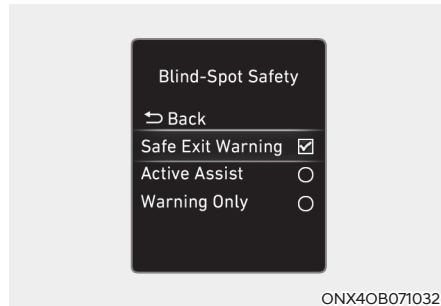 Blind-Spot Safety
Back
Safe Exit Warning
Active Assist
Warning Only
ONX4OB071032